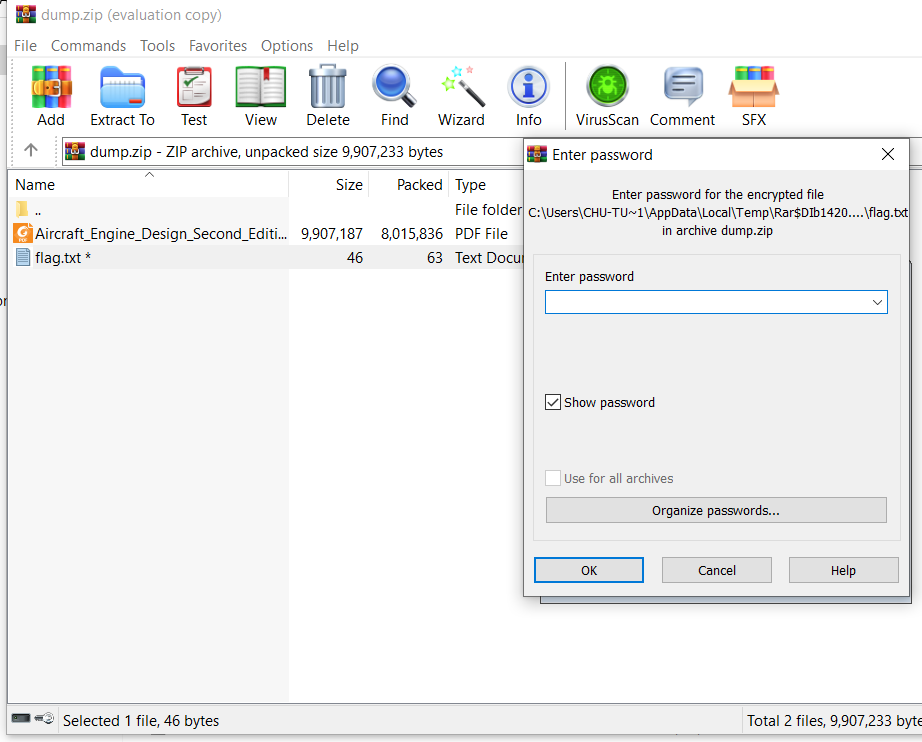 dump.zip (evaluation copy)
File Commands Tools Favorites Options Help
Add Extract To Test View Delete Find Wizard Info VirusScan Comment SFX
dump.zip - ZIP archive, unpacked size 9,907,233 bytes
Name Size Packed Type
.. File folder
Aircraft_Engine_Design_Second_Editi... 9,907,187 8,015,836 PDF File
flag.txt * 46 63 Text Docu
Enter password
Enter password for the encrypted file
C:\Users\CHU-TU~1\AppData\Local\Temp\Rar$DIb1420....\flag.txt
in archive dump.zip
Enter password
Show password
Use for all archives
Organize passwords...
OK Cancel Help
Selected 1 file, 46 bytes
Total 2 files, 9,907,233 byte